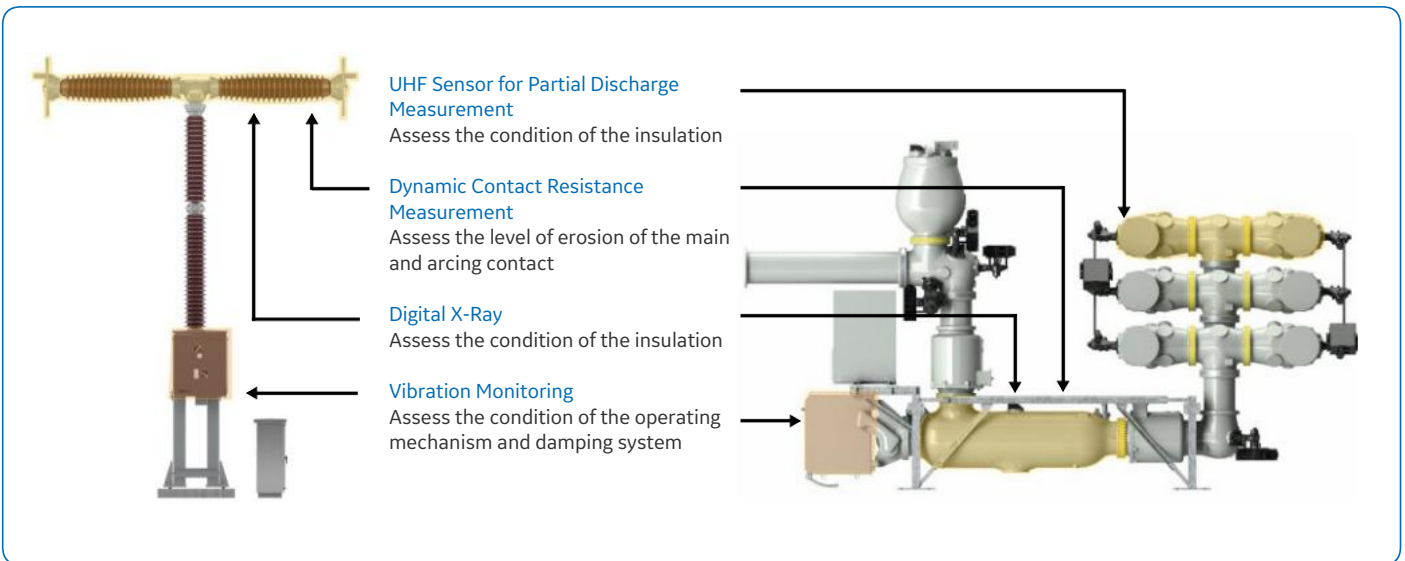 UHF Sensor for Partial Discharge
Measurement
Assess the condition of the insulation
Dynamic Contact Resistance
Measurement
Assess the level of erosion of the main
and arcing contact
Digital X-Ray
Assess the condition of the insulation
Vibration Monitoring
Assess the condition of the operating
mechanism and damping system